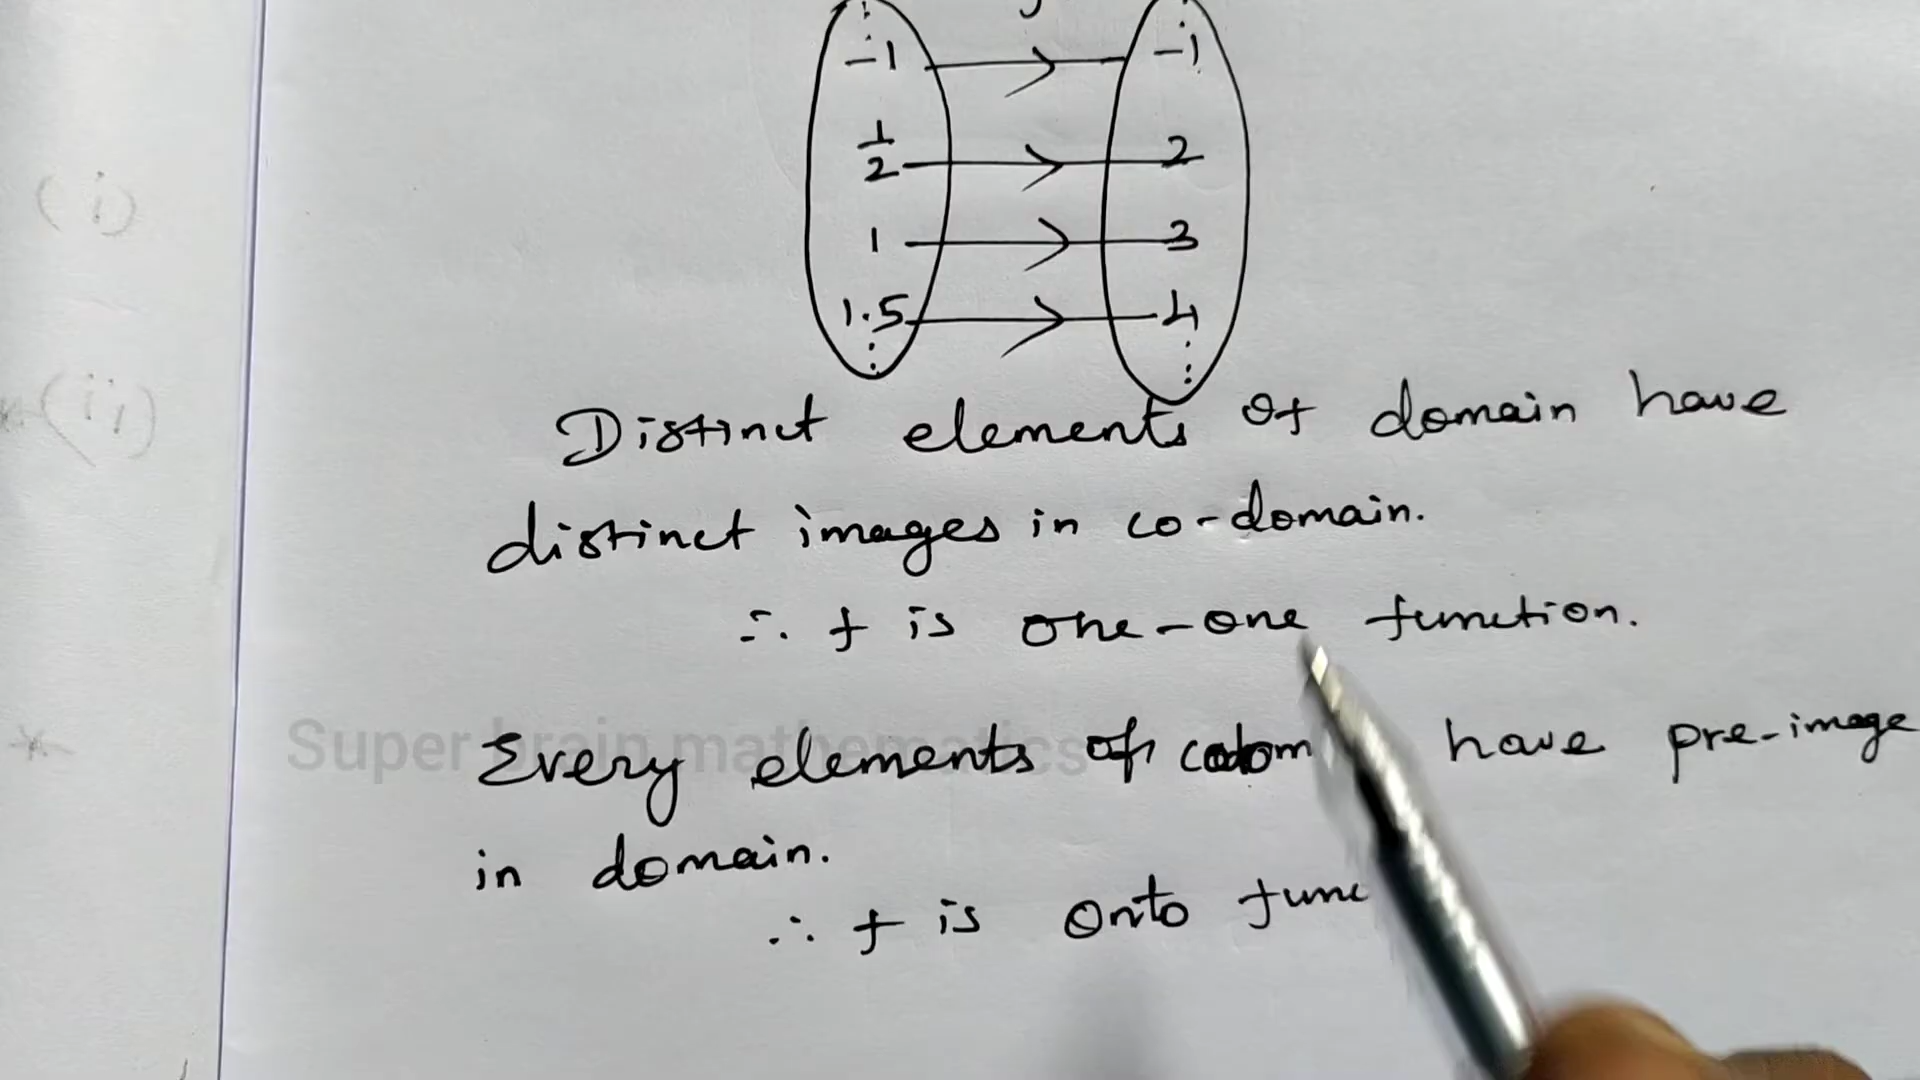 -1 -1
1/2 2
1 3
1.5 4
(i)
(ii)
Distinct elements of domain have
distinct images in co-domain.
∴ f is one-one function.
Super brain mathematics
Every elements of codom have pre-image
in domain.
∴ f is onto func